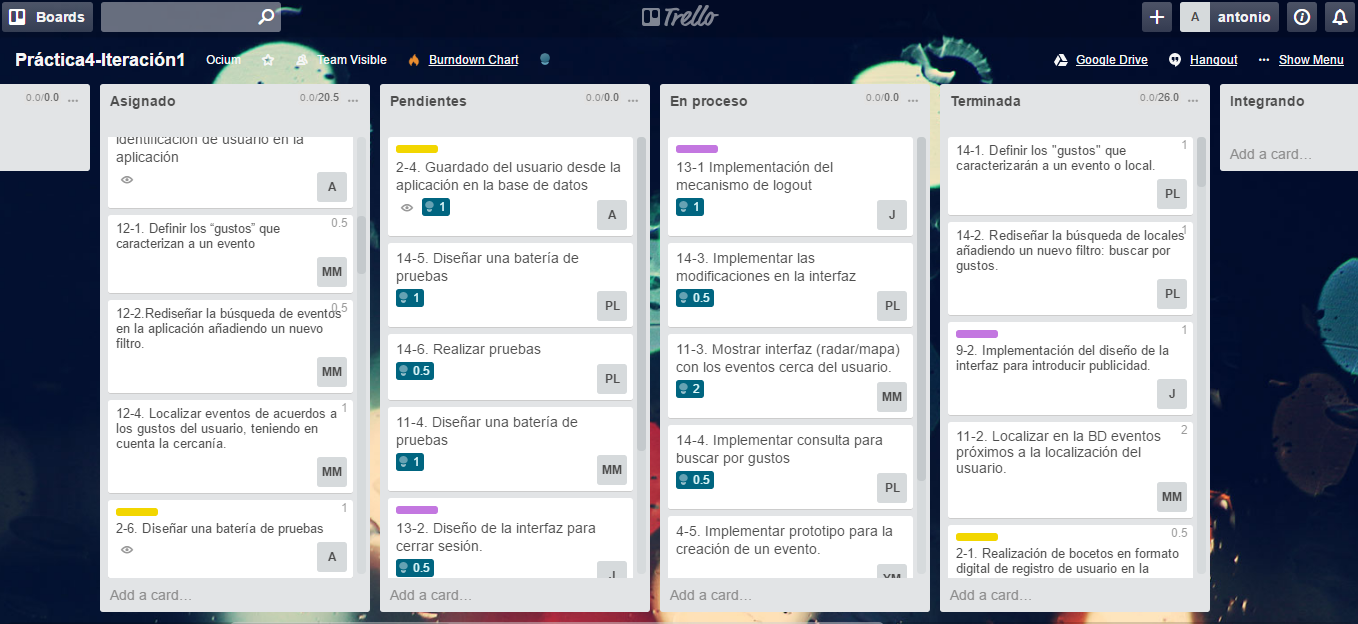 Boards
Trello
A antonio
Práctica4-Iteración1
Ocium
Team Visible
Burndown Chart
Google Drive
Hangout
Show Menu
0.0/0.0
Asignado
0.0/20.5
identificación de usuario en la
aplicación
A
0.5
12-1. Definir los “gustos” que
caracterizan a un evento
MM
0.5
12-2.Rediseñar la búsqueda de eventos
en la aplicación añadiendo un nuevo
filtro.
MM
1
12-4. Localizar eventos de acuerdos a
los gustos del usuario, teniendo en
cuenta la cercanía.
MM
1
2-6. Diseñar una batería de pruebas
A
Add a card…
Pendientes
0.0/0.0
2-4. Guardado del usuario desde la
aplicación en la base de datos
1
A
14-5. Diseñar una batería de
pruebas
1
PL
14-6. Realizar pruebas
0.5
PL
11-4. Diseñar una batería de
pruebas
1
MM
13-2. Diseño de la interfaz para
cerrar sesión.
0.5
J
Add a card…
En proceso
0.0/0.0
13-1 Implementación del
mecanismo de logout
1
J
14-3. Implementar las
modificaciones en la interfaz
0.5
PL
11-3. Mostrar interfaz (radar/mapa)
con los eventos cerca del usuario.
2
MM
14-4. Implementar consulta para
buscar por gustos
0.5
PL
4-5. Implementar prototipo para la
creación de un evento.
YM
Add a card…
Terminada
0.0/26.0
1
14-1. Definir los "gustos" que
caracterizarán a un evento o local.
PL
1
14-2. Rediseñar la búsqueda de locales
añadiendo un nuevo filtro: buscar por
gustos.
PL
1
9-2. Implementación del diseño de la
interfaz para introducir publicidad.
J
2
11-2. Localizar en la BD eventos
próximos a la localización del
usuario.
MM
0.5
2-1. Realización de bocetos en formato
digital de registro de usuario en la
Add a card…
Integrando
Add a card…